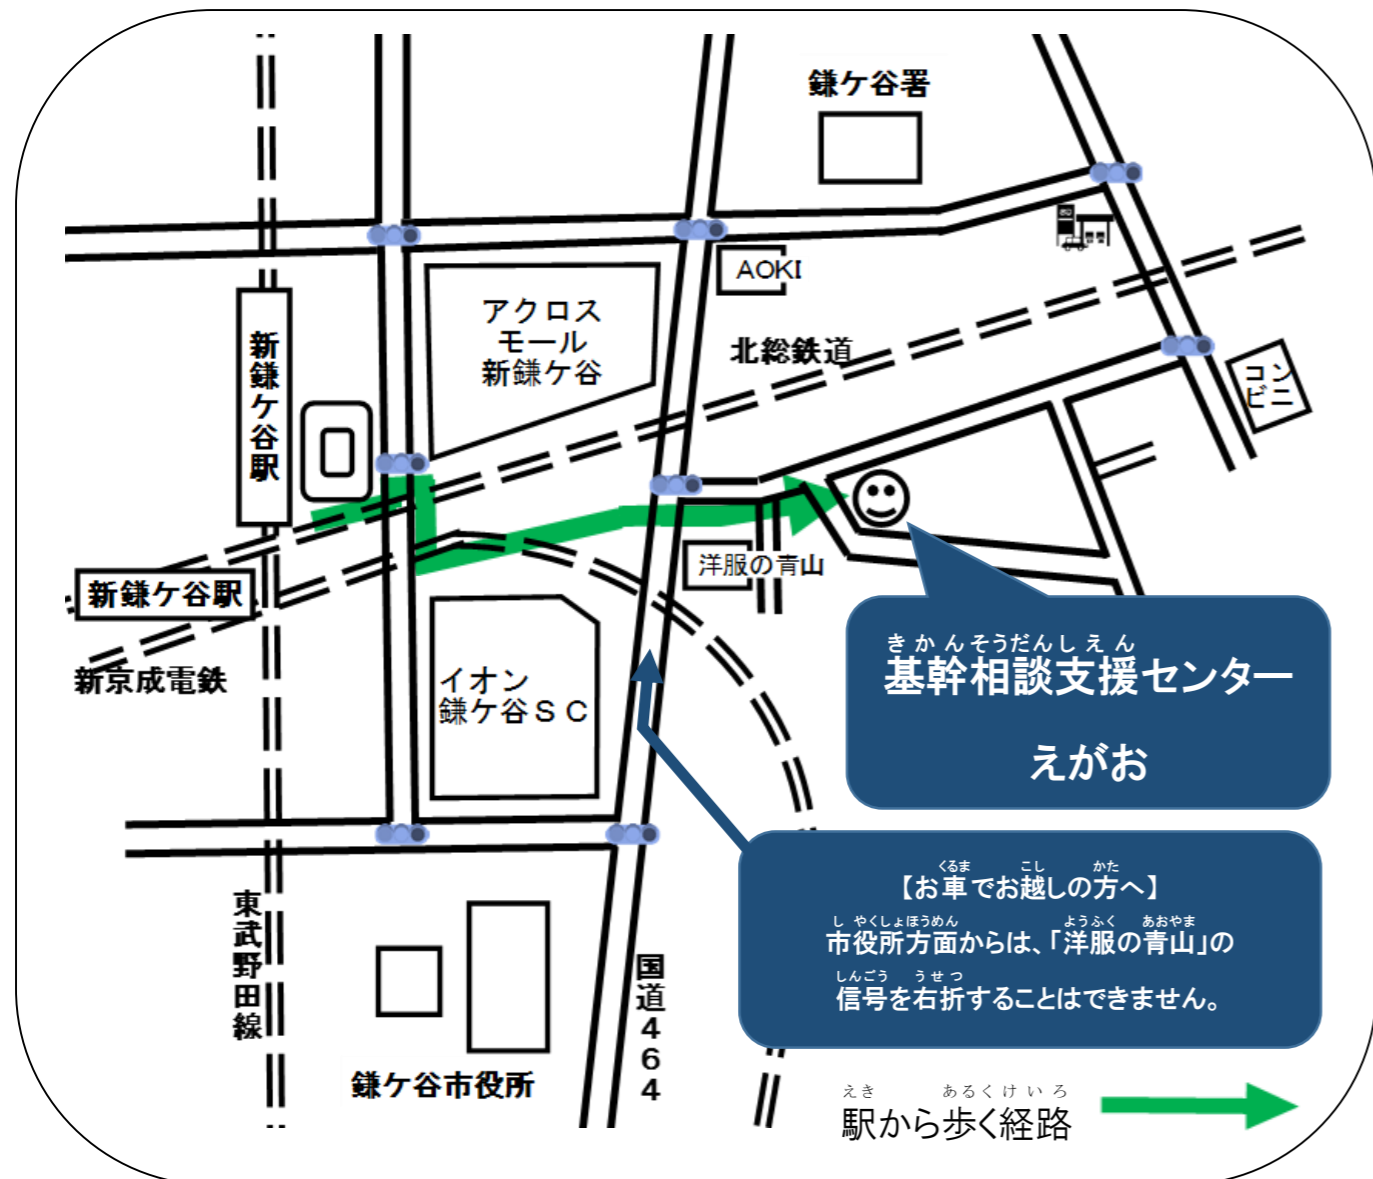 鎌ケ谷署
AOKI
アクロス
モール
新鎌ケ谷
北総鉄道
新鎌ケ谷駅
コンビニ
洋服の青山
新鎌ケ谷駅
新京成電鉄
イオン
鎌ケ谷ＳＣ
きかんそうだんしえん
基幹相談支援センター
えがお
くるま こし かた
【お車でお越しの方へ】
しやくしょほうめん ようふく あおやま
市役所方面からは、「洋服の青山」の
しんごう うせつ
信号を右折することはできません。
東武野田線
国道４６４
鎌ケ谷市役所
えき あるくけいろ
駅から歩く経路